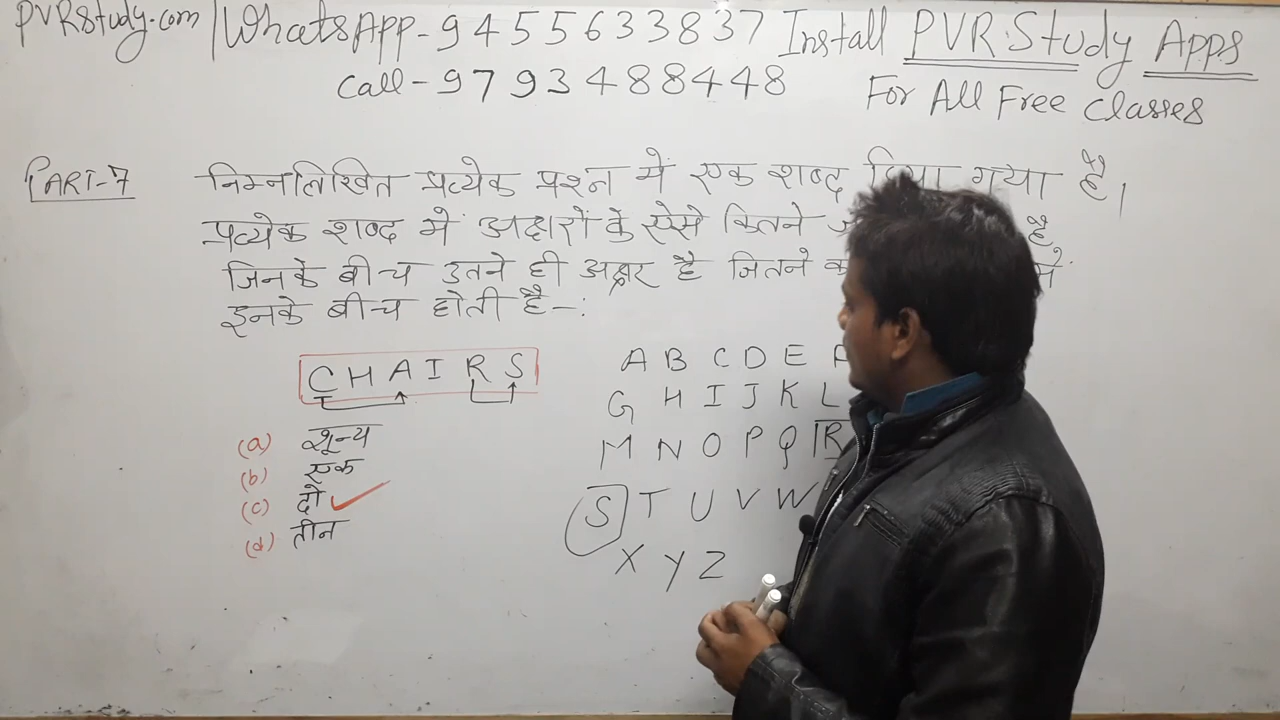 PVRStudy.com | WhatsApp - 9455633837 Install PVR Study Apps
Call - 9793488448 For All Free Classes
PART-7 निम्नलिखित प्रत्येक प्रश्न में एक शब्द दिया गया है।
प्रत्येक शब्द में अक्षरों के ऐसे कितने है
जिनके बीच उतने ही अक्षर है जितने
इनके बीच होती है -:
CHAIRS
(a) शून्य
(b) एक
(c) दो
(d) तीन
A B C D E
G H I J K L
M N O P Q R
S T U V W
X Y Z